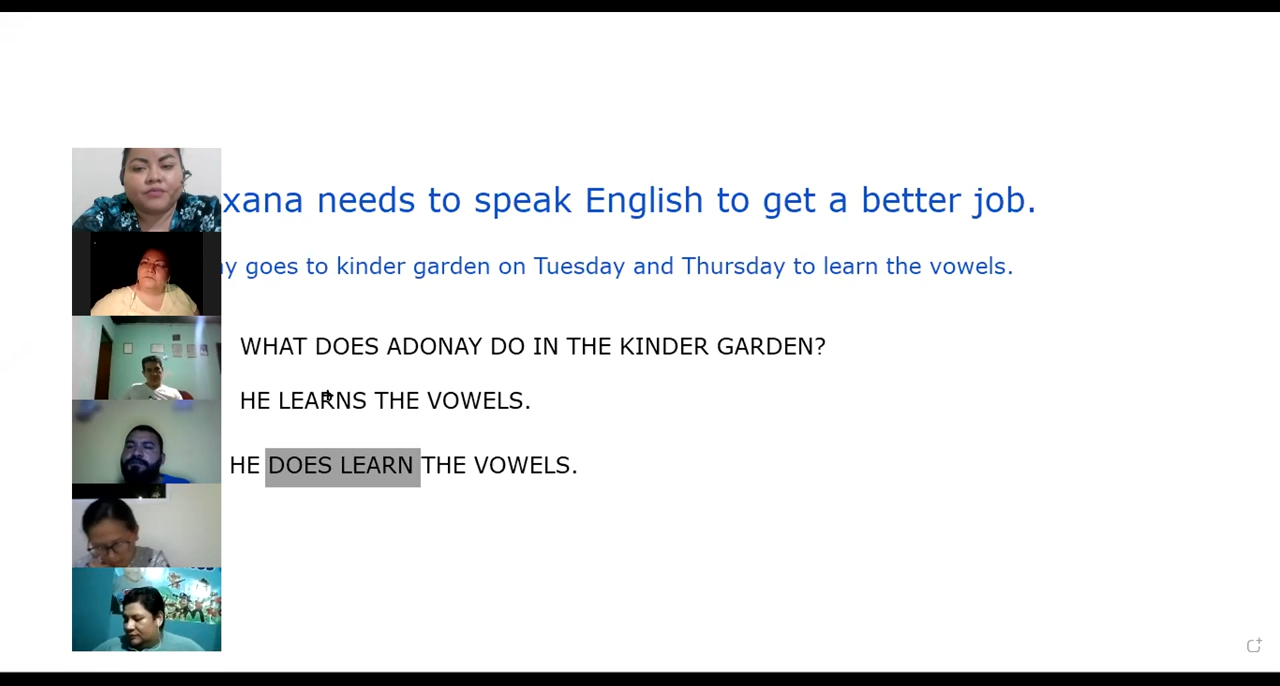 xana needs to speak English to get a better job.
goes to kinder garden on Tuesday and Thursday to learn the vowels.
WHAT DOES ADONAY DO IN THE KINDER GARDEN?
HE LEARNS THE VOWELS.
HE DOES LEARN THE VOWELS.